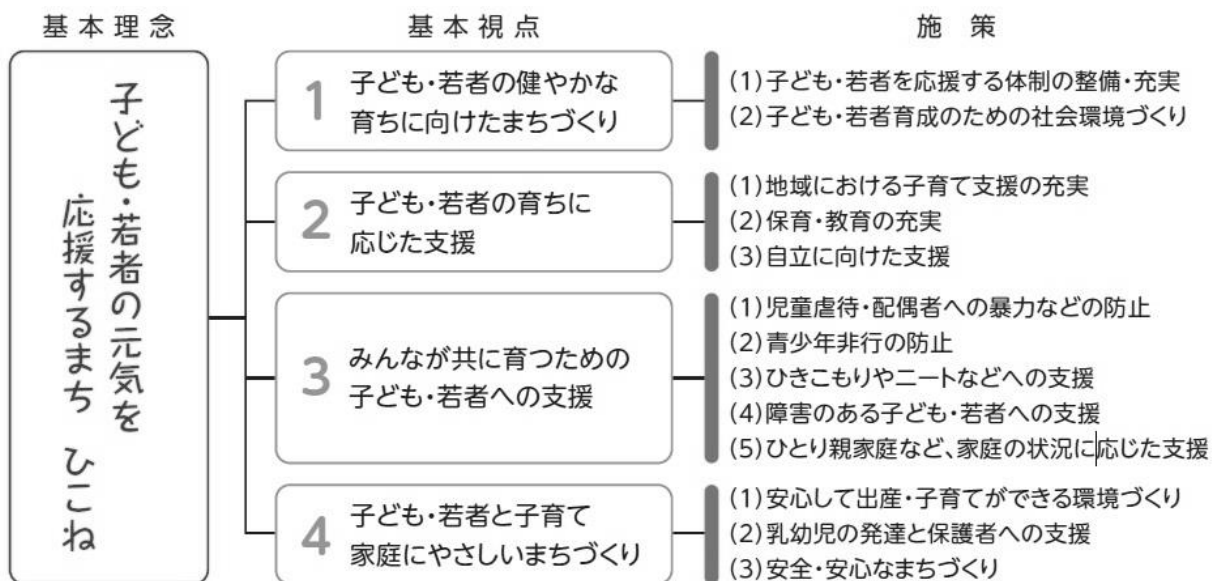 基本理念
基本視点
施策
子ども・若者の元気を
応援するまち ひこね
1
子ども・若者の健やかな
育ちに向けたまちづくり
(1)子ども・若者を応援する体制の整備・充実
(2)子ども・若者育成のための社会環境づくり
2
子ども・若者の育ちに
応じた支援
(1)地域における子育て支援の充実
(2)保育・教育の充実
(3)自立に向けた支援
3
みんなが共に育つための
子ども・若者への支援
(1)児童虐待・配偶者への暴力などの防止
(2)青少年非行の防止
(3)ひきこもりやニートなどへの支援
(4)障害のある子ども・若者への支援
(5)ひとり親家庭など、家庭の状況に応じた支援
4
子ども・若者と子育て
家庭にやさしいまちづくり
(1)安心して出産・子育てができる環境づくり
(2)乳幼児の発達と保護者への支援
(3)安全・安心なまちづくり